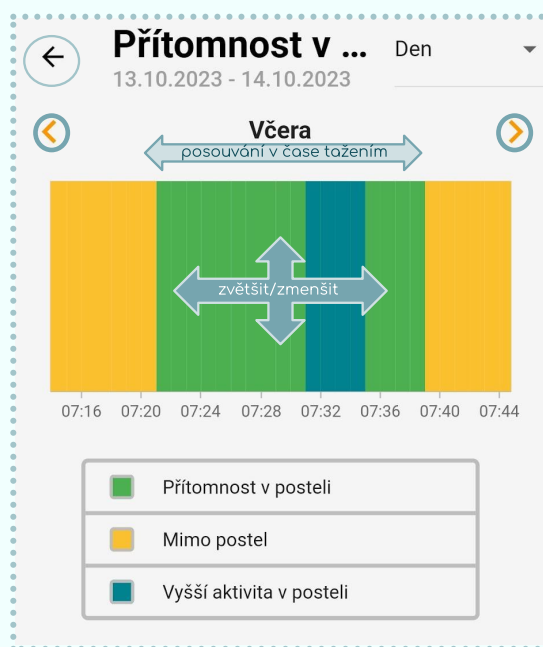 Přítomnost v ...
Den
13.10.2023 - 14.10.2023
Včera
posouvání v čase tažením
zvětšit/zmenšit
07:16 07:20 07:24 07:28 07:32 07:36 07:40 07:44
Přítomnost v posteli
Mimo postel
Vyšší aktivita v posteli